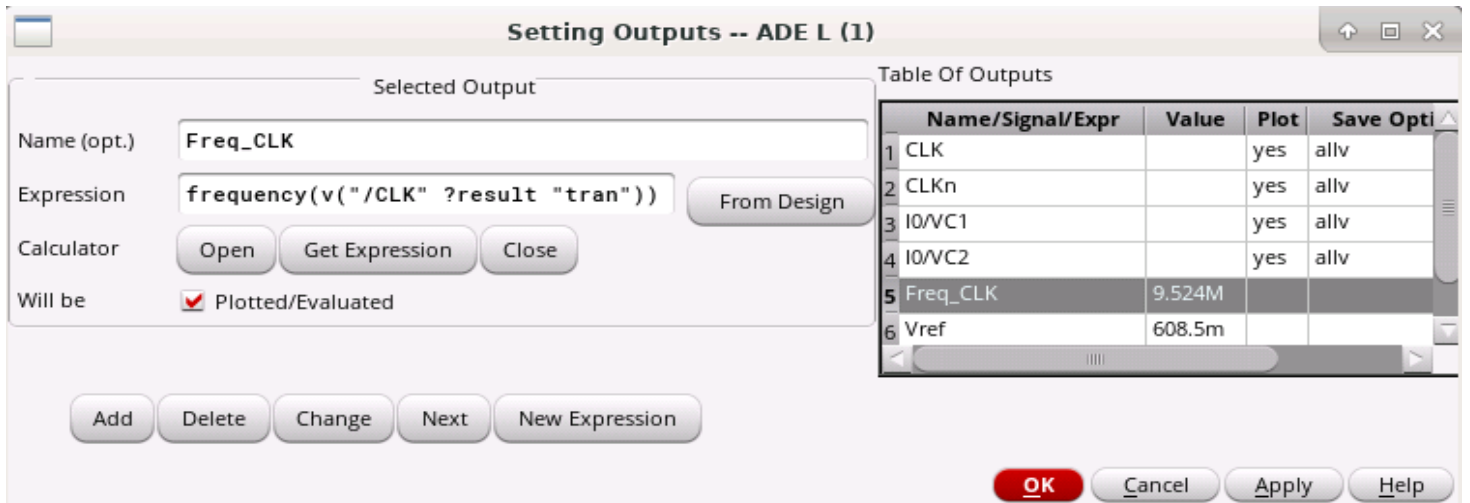 Setting Outputs -- ADE L (1)
Selected Output
Name (opt.) Freq_CLK
Expression frequency(v("/CLK" ?result "tran")) From Design
Calculator Open Get Expression Close
Will be Plotted/Evaluated
Add Delete Change Next New Expression
Table Of Outputs
Name/Signal/Expr Value Plot Save Opti
1 CLK yes allv
2 CLKn yes allv
3 I0/VC1 yes allv
4 I0/VC2 yes allv
5 Freq_CLK 9.524M
6 Vref 608.5m
OK Cancel Apply Help